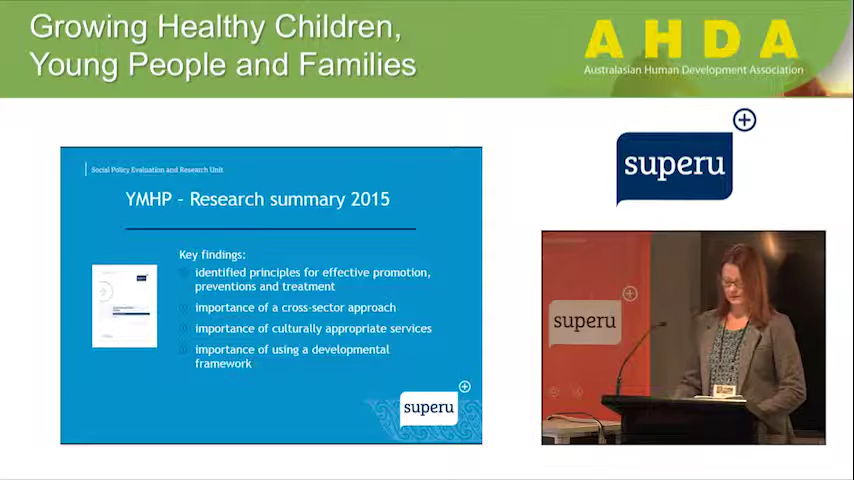 Growing Healthy Children,
Young People and Families
AHDA
Australasian Human Development Association
superu
Social Policy Evaluation and Research Unit
YMHP – Research summary 2015
Key findings:
identified principles for effective promotion,
preventions and treatment
importance of a cross-sector approach
importance of culturally appropriate services
importance of using a developmental
framework
superu
superu